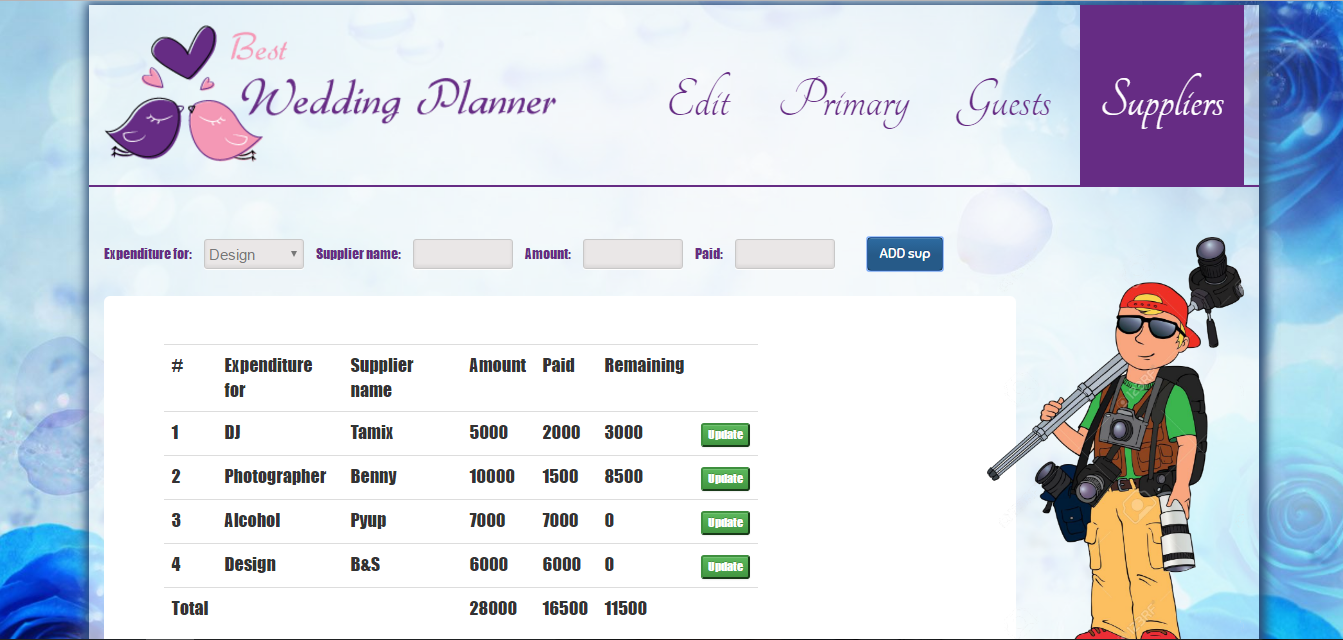 Best
Wedding Planner
Edit Primary Guests Suppliers
Expenditure for: Design Supplier name: Amount: Paid: ADD sup
# Expenditure for Supplier name Amount Paid Remaining
1 DJ Tamix 5000 2000 3000 Update
2 Photographer Benny 10000 1500 8500 Update
3 Alcohol Pyup 7000 7000 0 Update
4 Design B&S 6000 6000 0 Update
Total 28000 16500 11500